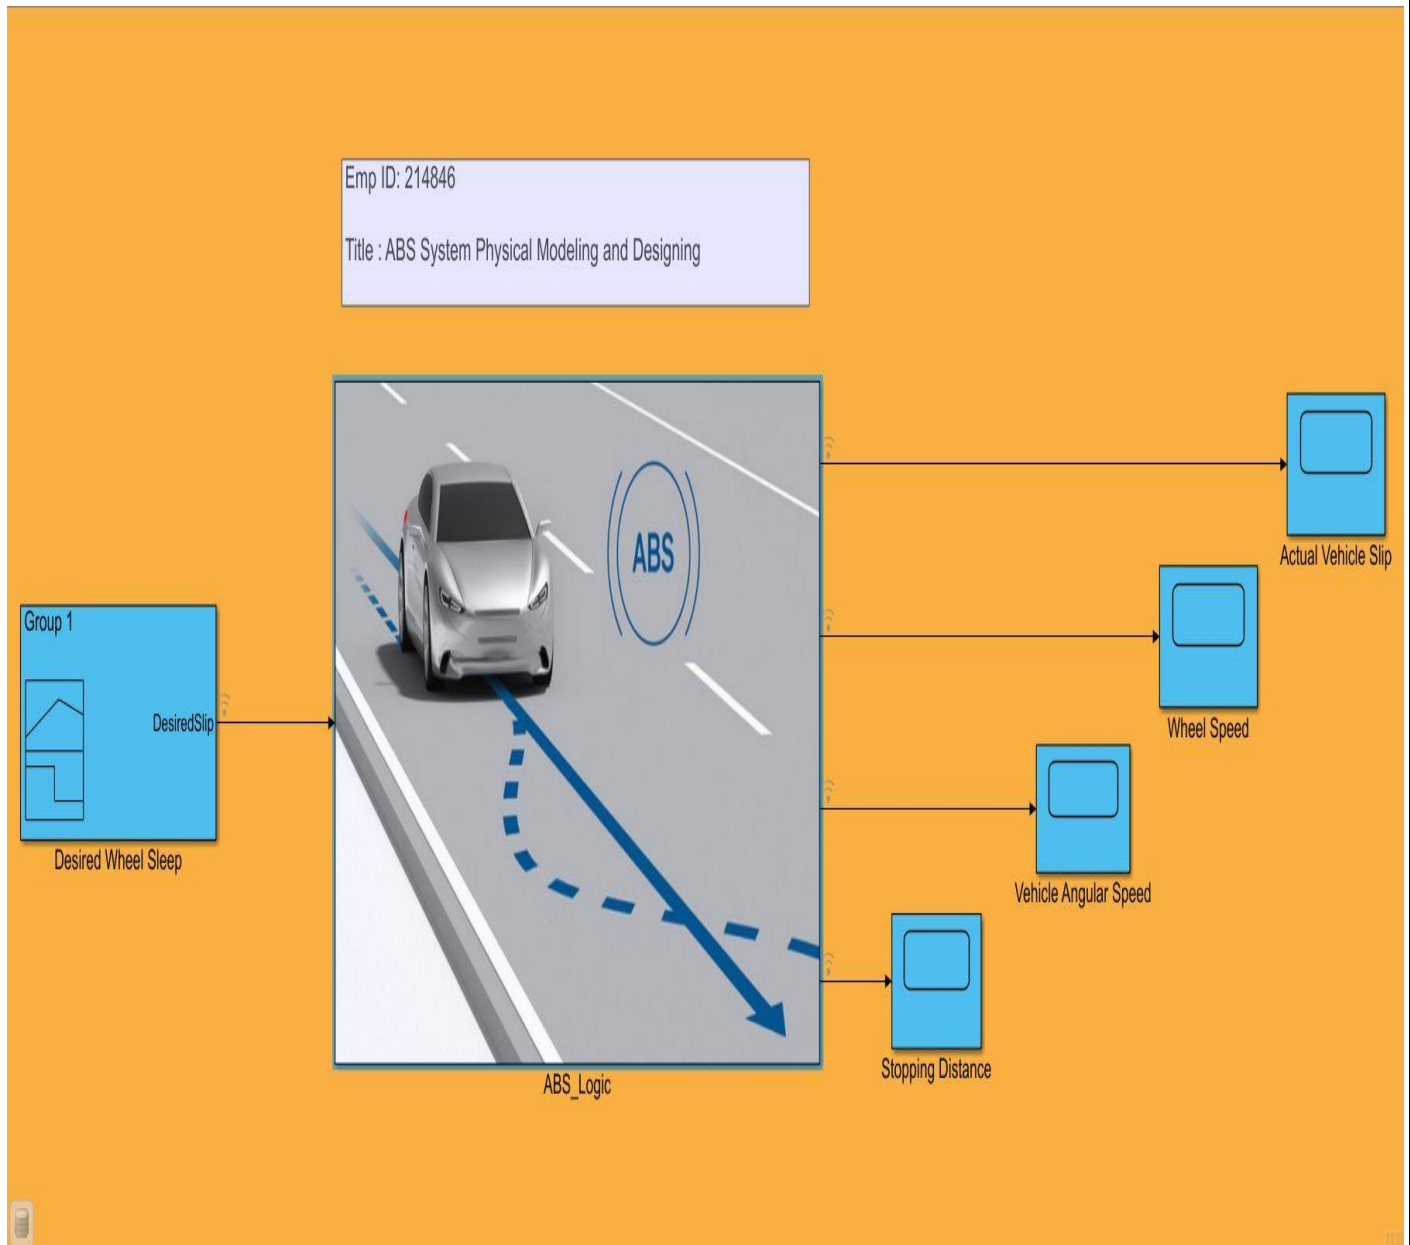 Emp ID: 214846
Title : ABS System Physical Modeling and Designing
ABS
Actual Vehicle Slip
Group 1
DesiredSlip
Wheel Speed
Desired Wheel Sleep
Vehicle Angular Speed
Stopping Distance
ABS_Logic